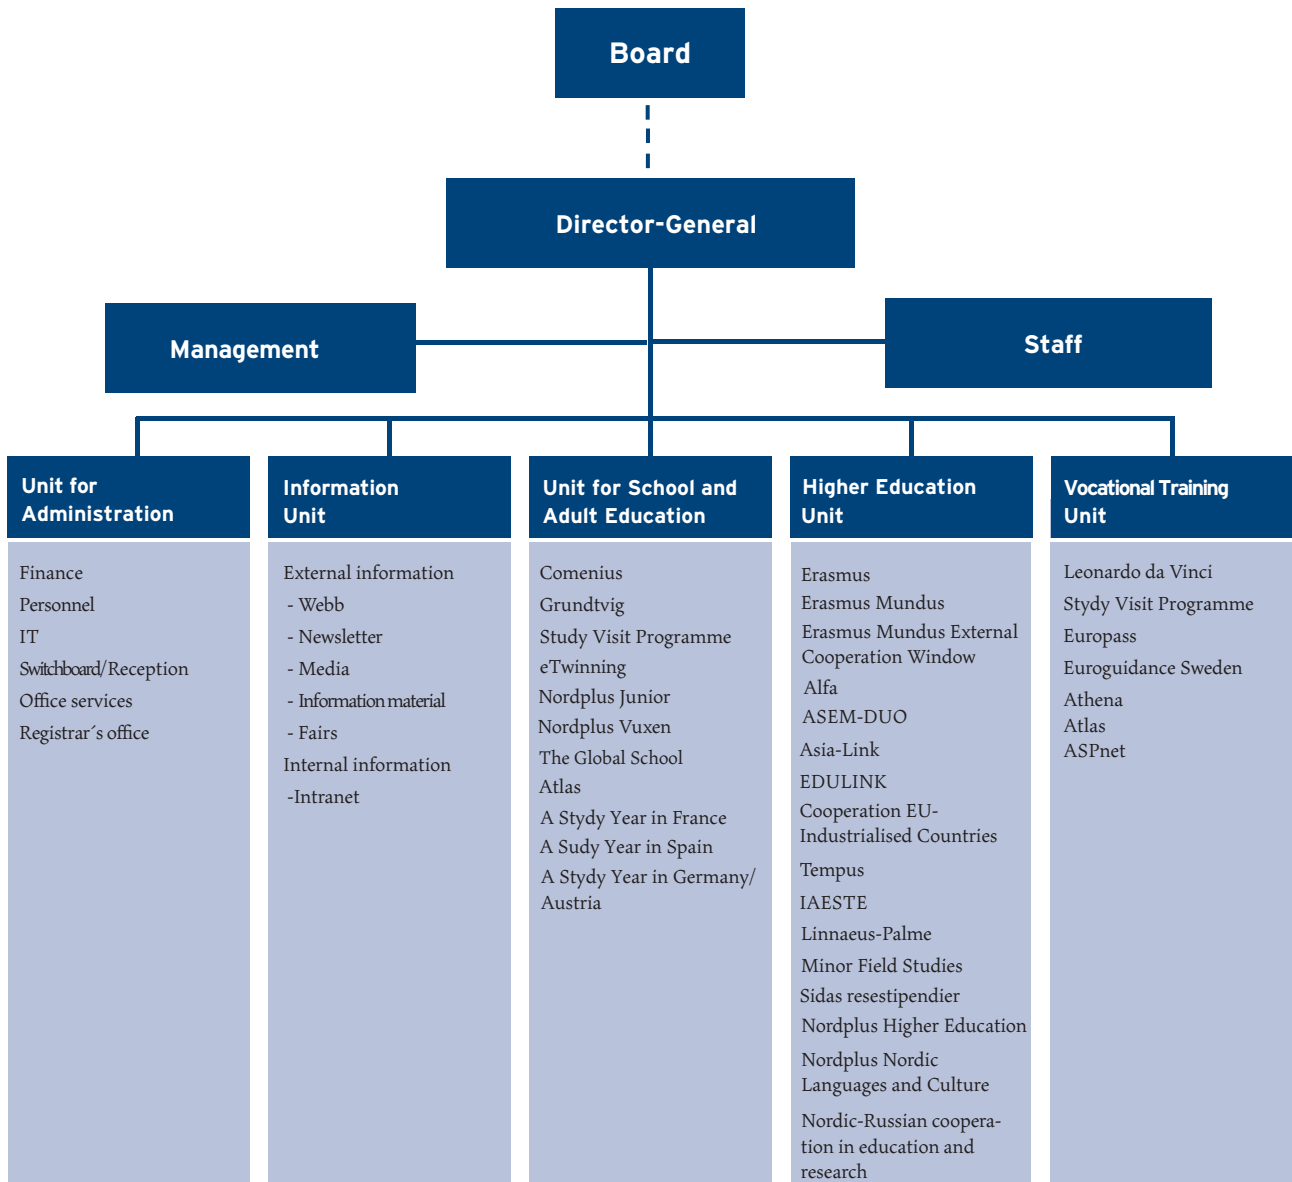 Board
Director-General
Management
Staff
Unit for
Administration
Finance
Personnel
IT
Switchboard/Reception
Office services
Registrar´s office
Information
Unit
External information
- Webb
- Newsletter
- Media
- Information material
- Fairs
Internal information
-Intranet
Unit for School and
Adult Education
Comenius
Grundtvig
Study Visit Programme
eTwinning
Nordplus Junior
Nordplus Vuxen
The Global School
Atlas
A Stydy Year in France
A Sudy Year in Spain
A Stydy Year in Germany/
Austria
Higher Education
Unit
Erasmus
Erasmus Mundus
Erasmus Mundus External
Cooperation Window
Alfa
ASEM-DUO
Asia-Link
EDULINK
Cooperation EU-
Industrialised Countries
Tempus
IAESTE
Linnaeus-Palme
Minor Field Studies
Sidas resestipendier
Nordplus Higher Education
Nordplus Nordic
Languages and Culture
Nordic-Russian coopera-
tion in education and
research
Vocational Training
Unit
Leonardo da Vinci
Stydy Visit Programme
Europass
Euroguidance Sweden
Athena
Atlas
ASPnet